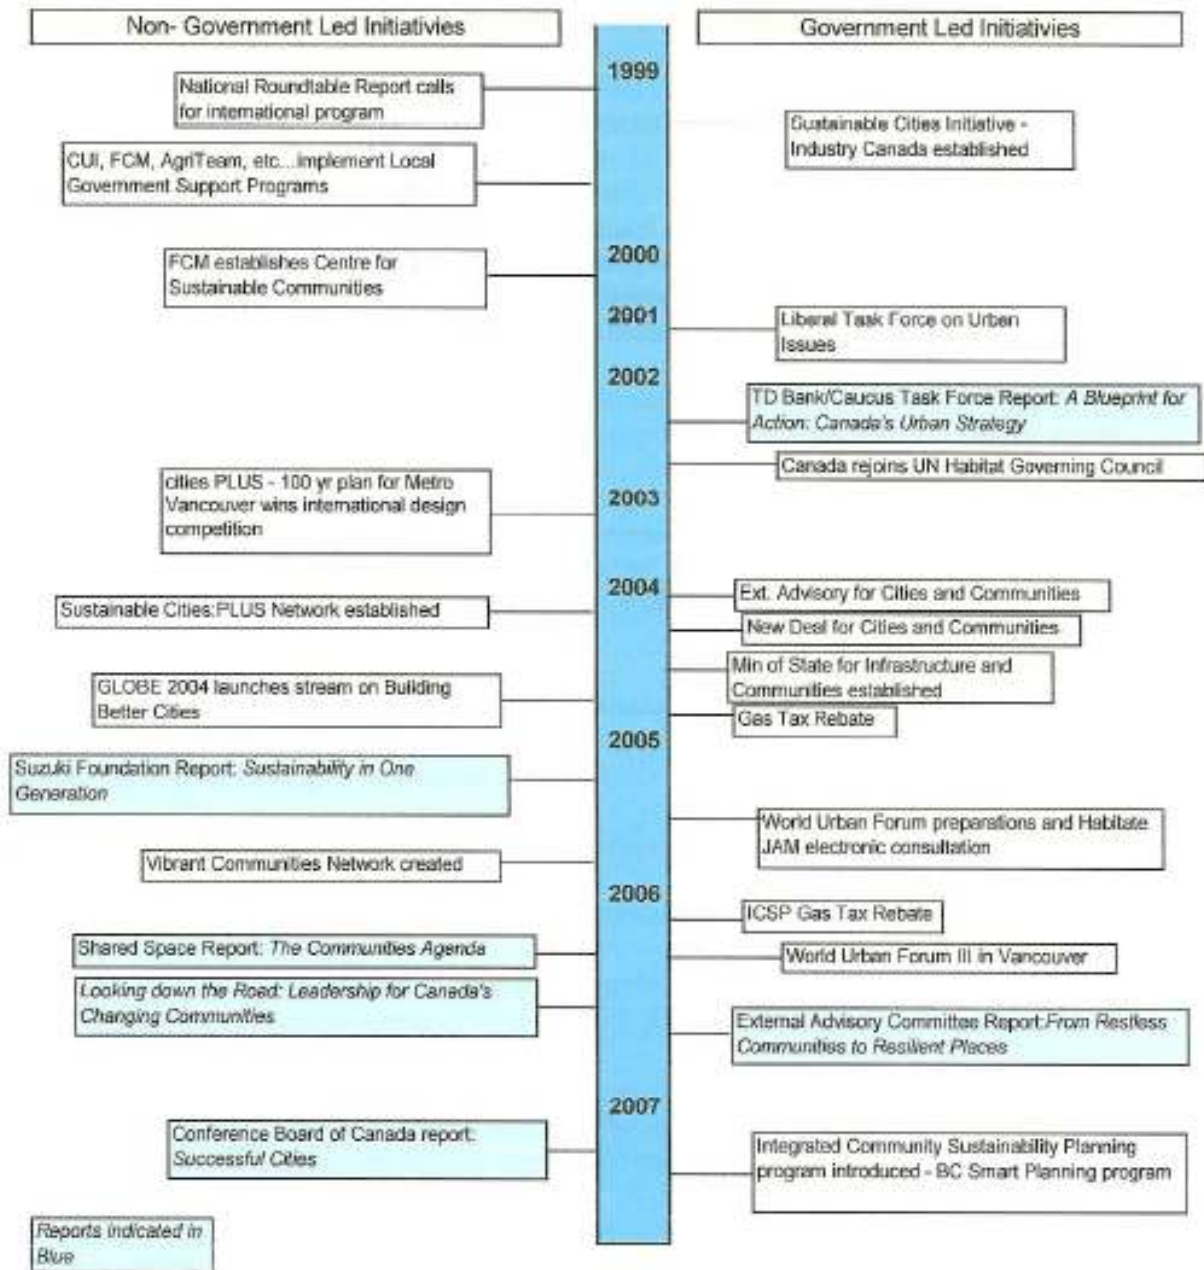 Non- Government Led Initiativies
Government Led Initiativies
1999
National Roundtable Report calls
for international program
Sustainable Cities Initiative -
Industry Canada established
CUI, FCM, AgriTeam, etc...implement Local
Government Support Programs
2000
FCM establishes Centre for
Sustainable Communities
2001
Liberal Task Force on Urban
Issues
2002
TD Bank/Caucus Task Force Report: A Blueprint for
Action: Canada's Urban Strategy
Canada rejoins UN Habitat Governing Council
cities PLUS - 100 yr plan for Metro
Vancouver wins international design
competition
2003
2004
Ext. Advisory for Cities and Communities
Sustainable Cities:PLUS Network established
New Deal for Cities and Communities
Min of State for Infrastructure and
Communities established
GLOBE 2004 launches stream on Building
Better Cities
Gas Tax Rebate
2005
Suzuki Foundation Report: Sustainability in One
Generation
World Urban Forum preparations and Habitate
JAM electronic consultation
Vibrant Communities Network created
2006
ICSP Gas Tax Rebate
Shared Space Report: The Communities Agenda
World Urban Forum III in Vancouver
Looking down the Road: Leadership for Canada's
Changing Communities
External Advisory Committee Report:From Restless
Communities to Resilient Places
2007
Conference Board of Canada report:
Successful Cities
Integrated Community Sustainability Planning
program introduced - BC Smart Planning program
Reports indicated in
Blue